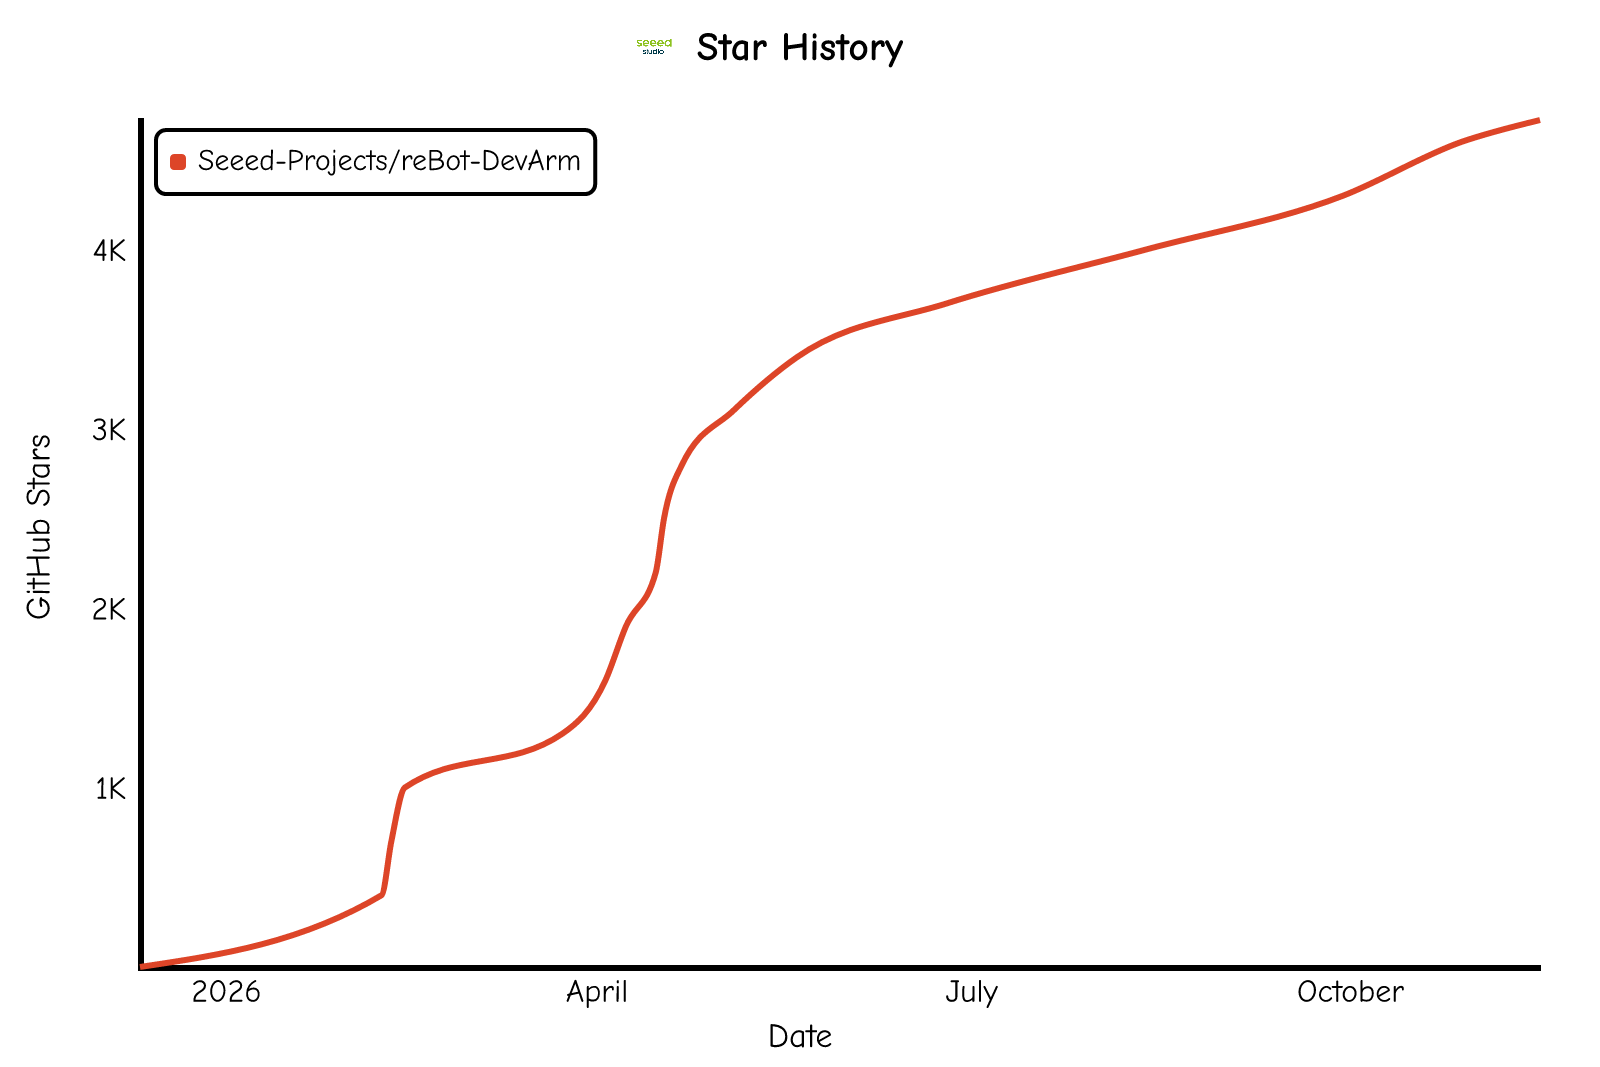 seeed
studio
Star History
Seeed-Projects/reBot-DevArm
4K
3K
2K
1K
GitHub Stars
2026
April
July
October
Date